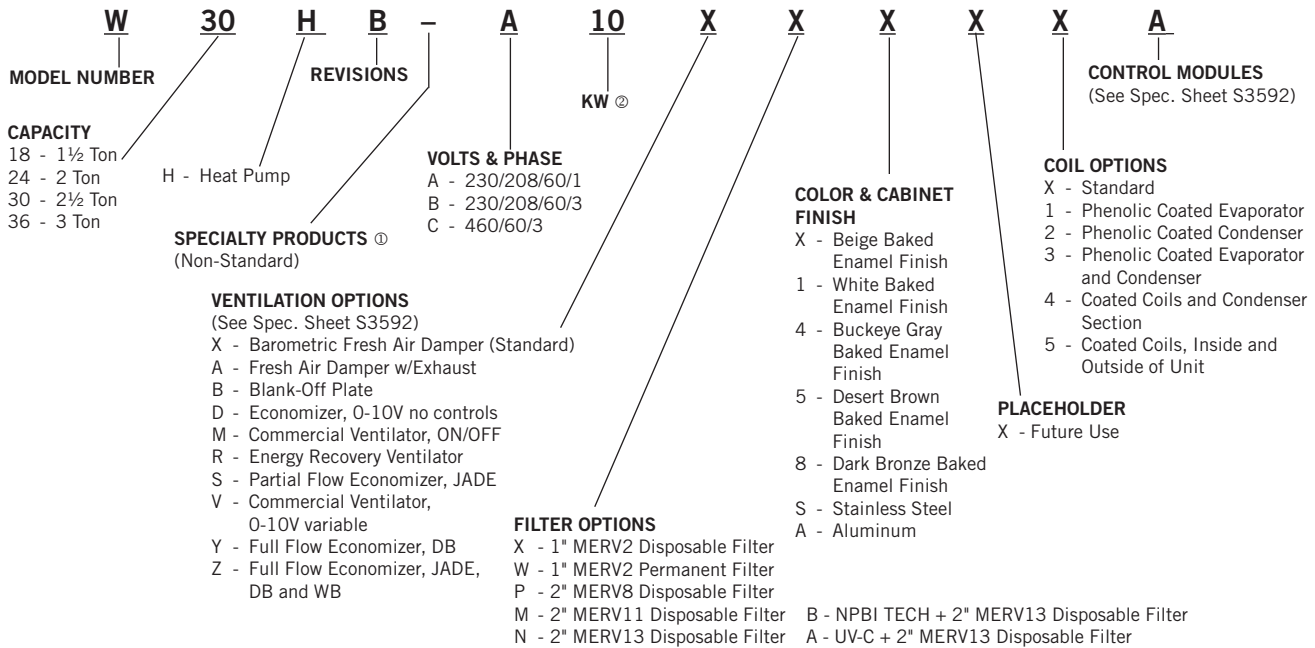 W 30 H B – A 10 X X X X X A
MODEL NUMBER
CAPACITY
18 - 1½ Ton
24 - 2 Ton
30 - 2½ Ton
36 - 3 Ton
H - Heat Pump
REVISIONS
SPECIALTY PRODUCTS ①
(Non-Standard)
VOLTS & PHASE
A - 230/208/60/1
B - 230/208/60/3
C - 460/60/3
KW ②
VENTILATION OPTIONS
(See Spec. Sheet S3592)
X - Barometric Fresh Air Damper (Standard)
A - Fresh Air Damper w/Exhaust
B - Blank-Off Plate
D - Economizer, 0-10V no controls
M - Commercial Ventilator, ON/OFF
R - Energy Recovery Ventilator
S - Partial Flow Economizer, JADE
V - Commercial Ventilator,
0-10V variable
Y - Full Flow Economizer, DB
Z - Full Flow Economizer, JADE,
DB and WB
FILTER OPTIONS
X - 1" MERV2 Disposable Filter
W - 1" MERV2 Permanent Filter
P - 2" MERV8 Disposable Filter
M - 2" MERV11 Disposable Filter
N - 2" MERV13 Disposable Filter
B - NPBI TECH + 2" MERV13 Disposable Filter
A - UV-C + 2" MERV13 Disposable Filter
COLOR & CABINET
FINISH
X - Beige Baked
Enamel Finish
1 - White Baked
Enamel Finish
4 - Buckeye Gray
Baked Enamel
Finish
5 - Desert Brown
Baked Enamel
Finish
8 - Dark Bronze Baked
Enamel Finish
S - Stainless Steel
A - Aluminum
PLACEHOLDER
X - Future Use
COIL OPTIONS
X - Standard
1 - Phenolic Coated Evaporator
2 - Phenolic Coated Condenser
3 - Phenolic Coated Evaporator
and Condenser
4 - Coated Coils and Condenser
Section
5 - Coated Coils, Inside and
Outside of Unit
CONTROL MODULES
(See Spec. Sheet S3592)